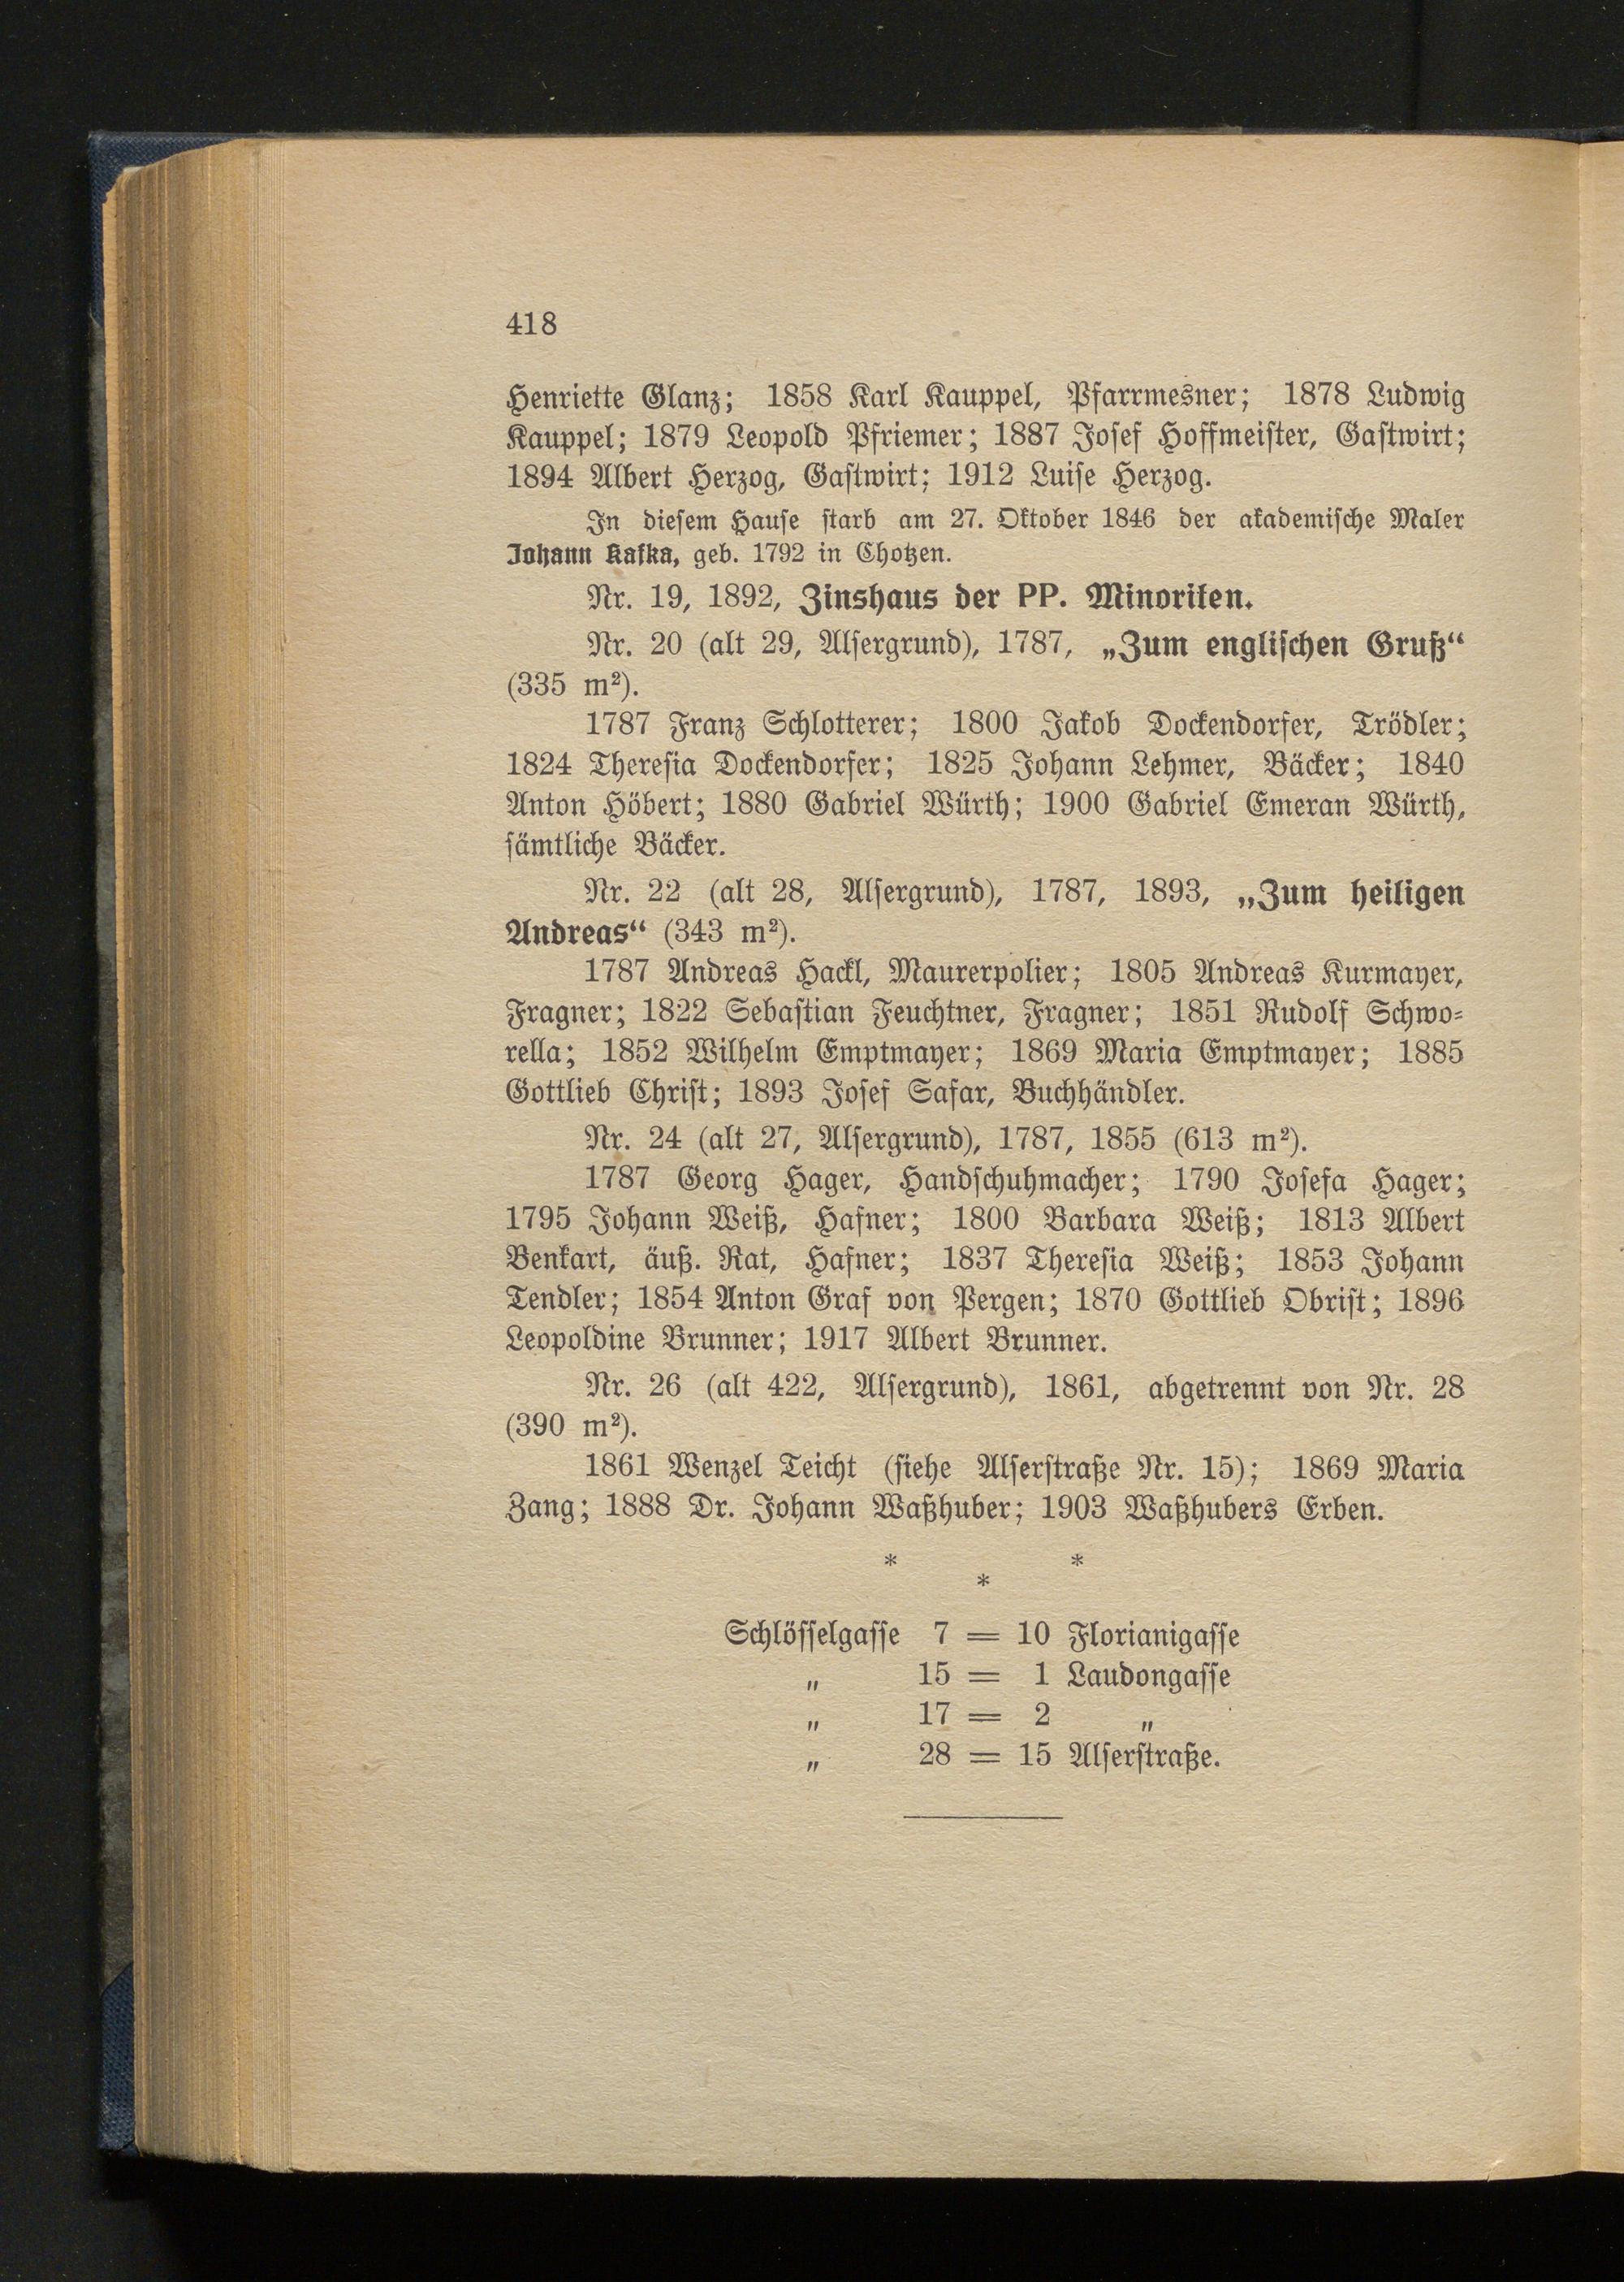 418
Henriette Glanz; 1858 Karl Kauppel, Pfarrmesner; 1878 Ludwig
Kauppel; 1879 Leopold Pfriemer; 1887 Josef Hoffmeister, Gastwirt;
1894 Albert Herzog, Gastwirt; 1912 Luise Herzog.
In diesem Hause starb am 27. Oktober 1846 der akademische Maler
Johann Kafka, geb. 1792 in Chotzen.
Nr. 19, 1892, Zinshaus der PP. Minoriten.
Nr. 20 (alt 29, Alsergrund), 1787, „Zum englischen Gruß“
(335 m²).
1787 Franz Schlotterer; 1800 Jakob Dockendorfer, Trödler;
1824 Theresia Dockendorfer; 1825 Johann Lehmer, Bäcker; 1840
Anton Höbert; 1880 Gabriel Würth; 1900 Gabriel Emeran Würth,
sämtliche Bäcker.
Nr. 22 (alt 28, Alsergrund), 1787, 1893, „Zum heiligen
Andreas“ (343 m²).
1787 Andreas Hackl, Maurerpolier; 1805 Andreas Kurmayer,
Fragner; 1822 Sebastian Feuchtner, Fragner; 1851 Rudolf Schwo-
rella; 1852 Wilhelm Emptmayer; 1869 Maria Emptmayer; 1885
Gottlieb Christ; 1893 Josef Safar, Buchhändler.
Nr. 24 (alt 27, Alsergrund), 1787, 1855 (613 m²).
1787 Georg Hager, Handschuhmacher; 1790 Josefa Hager;
1795 Johann Weiß, Hafner; 1800 Barbara Weiß; 1813 Albert
Benkart, äuß. Rat, Hafner; 1837 Theresia Weiß; 1853 Johann
Tendler; 1854 Anton Graf von Pergen; 1870 Gottlieb Obrist; 1896
Leopoldine Brunner; 1917 Albert Brunner.
Nr. 26 (alt 422, Alsergrund), 1861, abgetrennt von Nr. 28
(390 m²).
1861 Wenzel Teicht (siehe Alserstraße Nr. 15); 1869 Maria
Zang; 1888 Dr. Johann Waßhuber; 1903 Waßhubers Erben.
* *
*
Schlösselgasse 7 = 10 Florianigasse
„ 15 = 1 Laudongasse
„ 17 = 2 „
„ 28 = 15 Alserstraße.